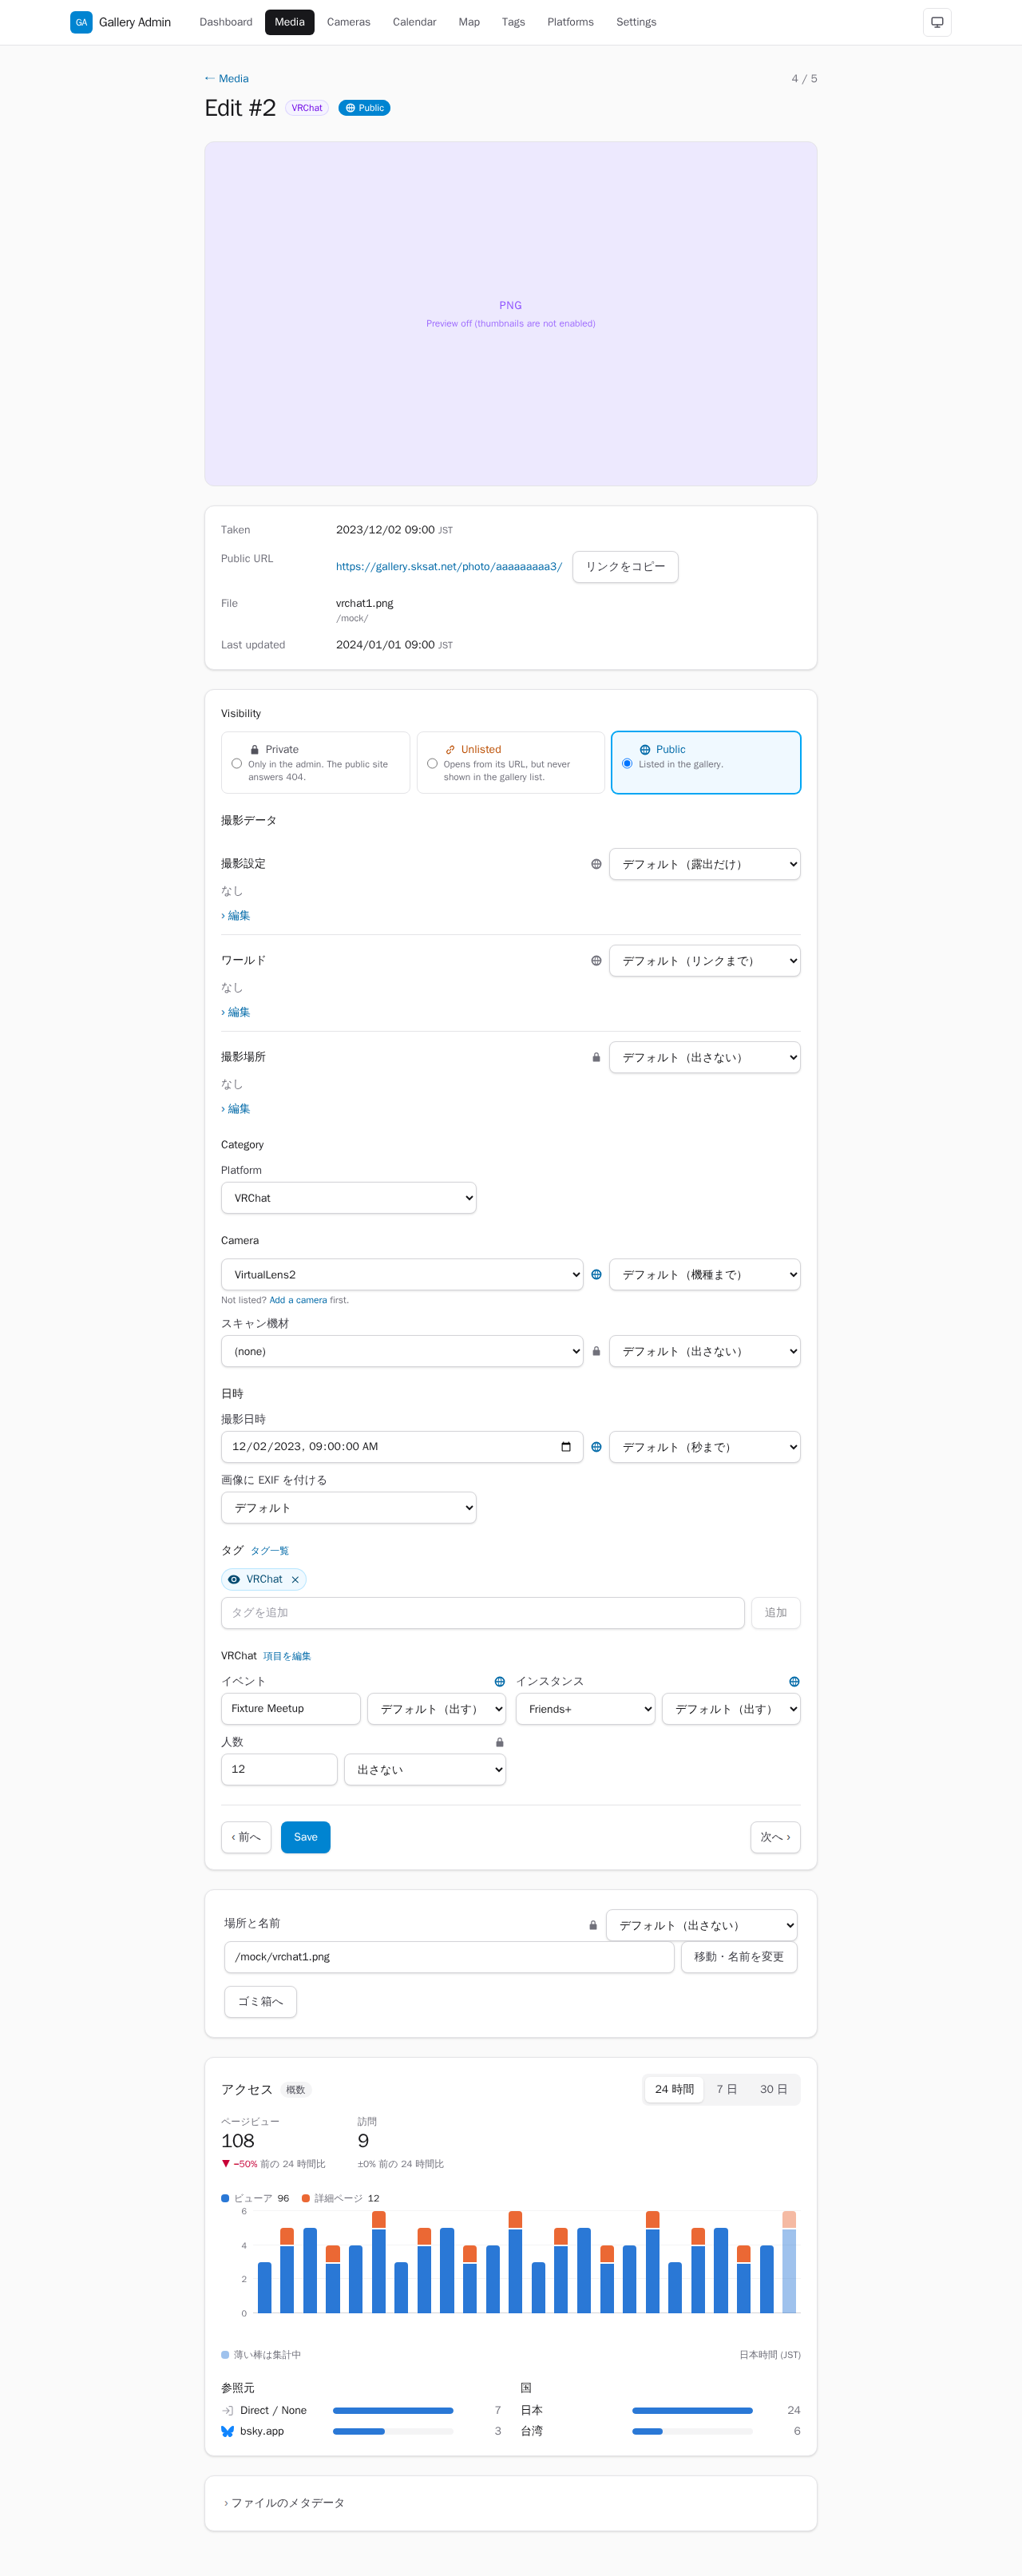 GA Gallery Admin Dashboard Media Cameras Calendar Map Tags Platforms Settings
← Media 4 / 5
Edit #2 VRChat Public
PNG
Preview off (thumbnails are not enabled)
Taken 2023/12/02 09:00 JST
Public URL https://gallery.sksat.net/photo/aaaaaaaaa3/ リンクをコピー
File vrchat1.png
/mock/
Last updated 2024/01/01 09:00 JST
Visibility
Private
Only in the admin. The public site
answers 404.
Unlisted
Opens from its URL, but never
shown in the gallery list.
Public
Listed in the gallery.
撮影データ
撮影設定 デフォルト（露出だけ）
なし
› 編集
ワールド デフォルト（リンクまで）
なし
› 編集
撮影場所 デフォルト（出さない）
なし
› 編集
Category
Platform
VRChat
Camera
VirtualLens2 デフォルト（機種まで）
Not listed? Add a camera first.
スキャン機材
(none) デフォルト（出さない）
日時
撮影日時
12/02/2023, 09:00:00 AM デフォルト（秒まで）
画像に EXIF を付ける
デフォルト
タグ タグ一覧
VRChat ×
タグを追加 追加
VRChat 項目を編集
イベント インスタンス
Fixture Meetup デフォルト（出す） Friends+ デフォルト（出す）
人数
12 出さない
‹ 前へ Save 次へ ›
場所と名前 デフォルト（出さない）
/mock/vrchat1.png 移動・名前を変更
ゴミ箱へ
アクセス 概数 24 時間 7 日 30 日
ページビュー 訪問
108 9
▼ −50% 前の 24 時間比 ±0% 前の 24 時間比
ビューア 96 詳細ページ 12
6
4
2
0
薄い棒は集計中 日本時間 (JST)
参照元 国
Direct / None 7 日本 24
bsky.app 3 台湾 6
› ファイルのメタデータ